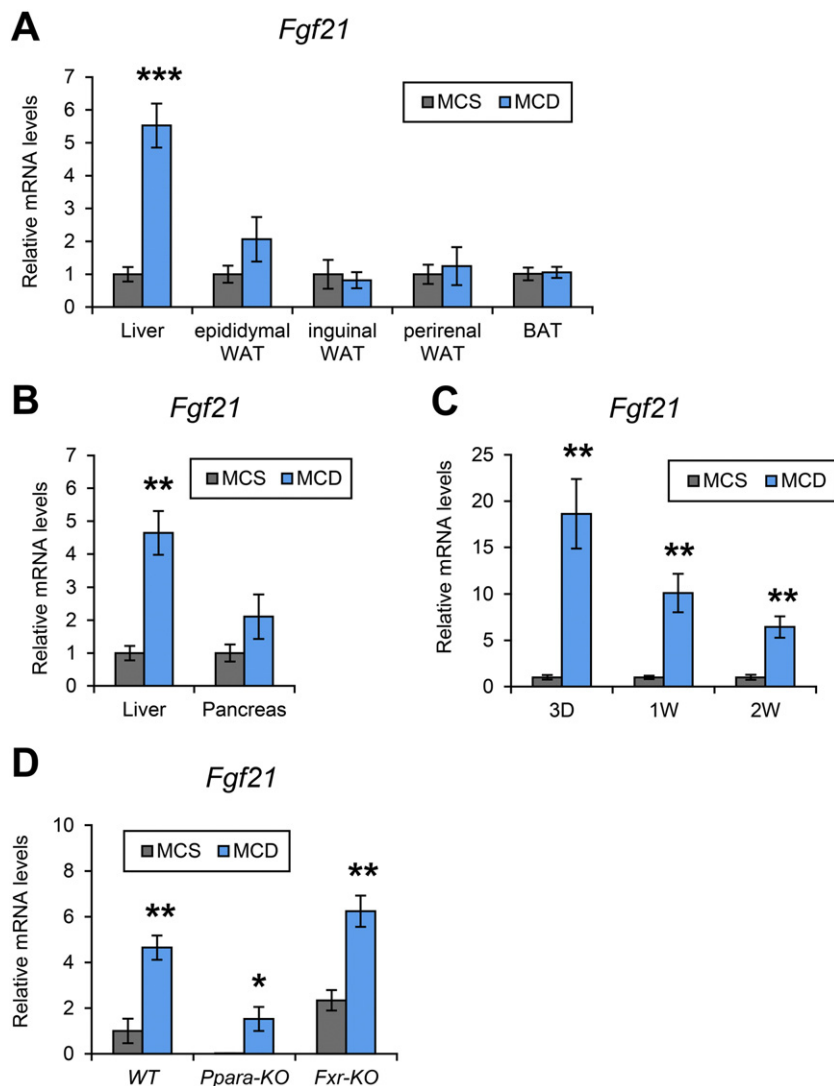 A
Fgf21
***
MCS MCD
Relative mRNA levels
7
6
5
4
3
2
1
0
Liver epididymal inguinal perirenal BAT
WAT WAT WAT
B
Fgf21
**
MCS MCD
Relative mRNA levels
7
6
5
4
3
2
1
0
Liver Pancreas
C
Fgf21
**
**
**
MCS MCD
Relative mRNA levels
25
20
15
10
5
0
3D 1W 2W
D
Fgf21
MCS MCD
**
*
**
Relative mRNA levels
10
8
6
4
2
0
WT Ppara-KO Fxr-KO